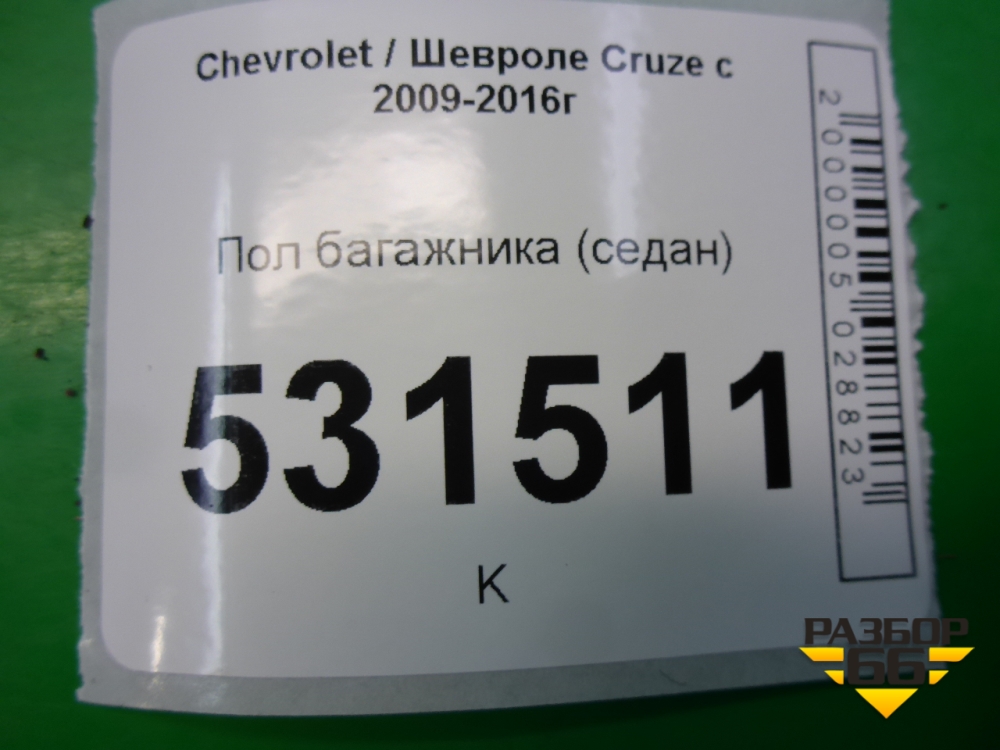 Chevrolet / Шевроле Cruze с
2009-2016г
Пол багажника (седан)
531511
К
2000005028823
РАЗБОР
66